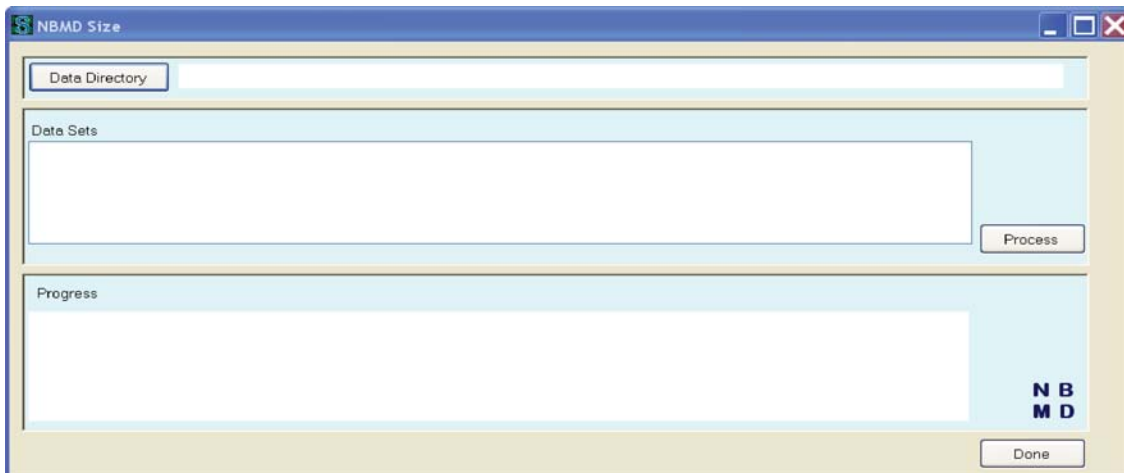 NBMD Size
Data Directory
Data Sets
Process
Progress
N B
M D
Done